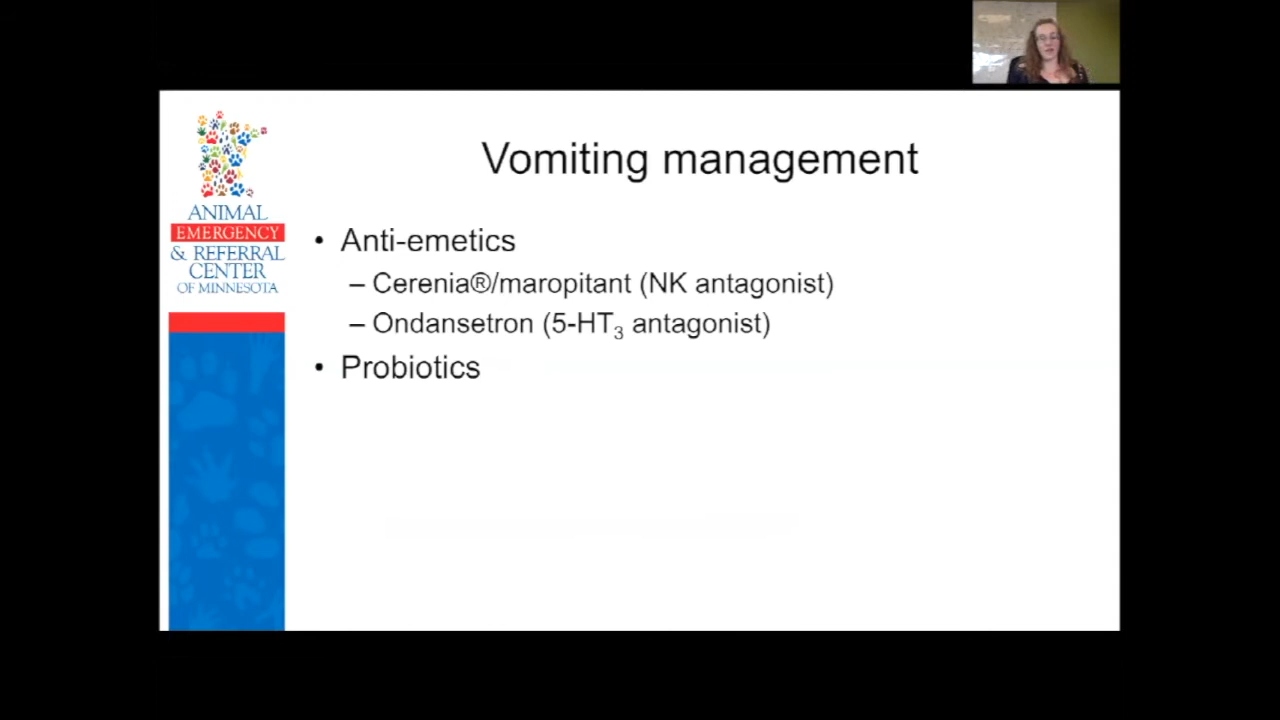 Vomiting management
ANIMAL
EMERGENCY
& REFERRAL
CENTER
OF MINNESOTA
• Anti-emetics
– Cerenia®/maropitant (NK antagonist)
– Ondansetron (5-HT₃ antagonist)
• Probiotics